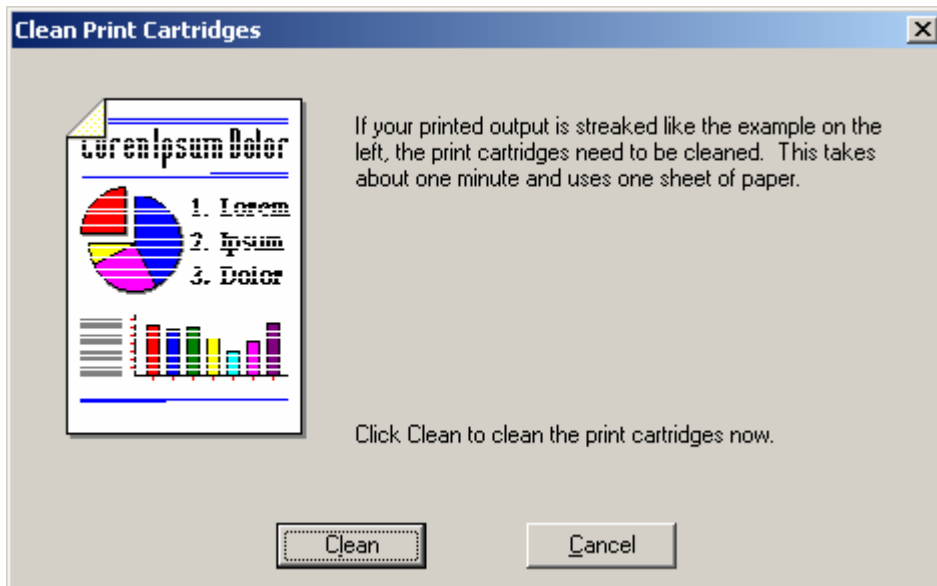 Clean Print Cartridges
Lorem Ipsum Dolor
1. Lorem
2. Ipsum
3. Dolor
If your printed output is streaked like the example on the
left, the print cartridges need to be cleaned.  This takes
about one minute and uses one sheet of paper.
Click Clean to clean the print cartridges now.
Clean
Cancel